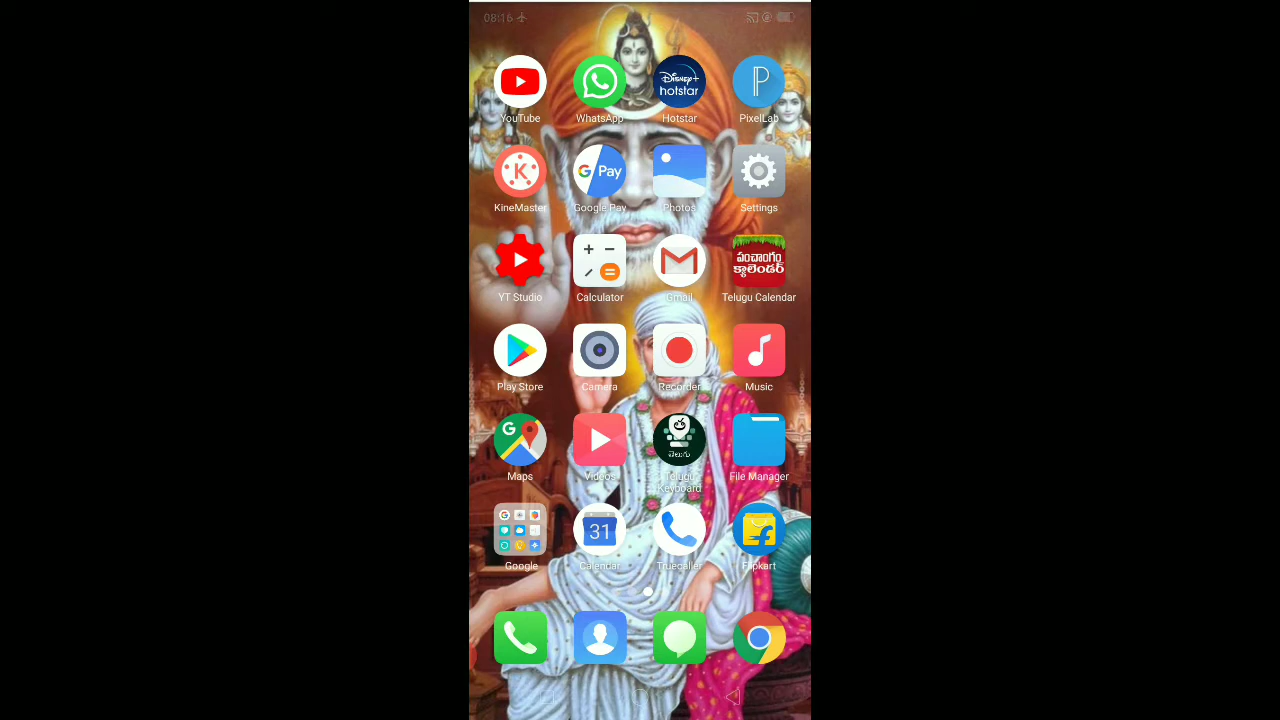 08:16
YouTube
WhatsApp
Disney+
hotstar
Hotstar
P
PixelLab
K
KineMaster
G Pay
Google Pay
Photos
Settings
YT Studio
Calculator
Gmail
పంచాంగం
క్యాలెండర్
Telugu Calendar
Play Store
Camera
Recorder
Music
G
Maps
Videos
తెలుగు
Telugu
Keyboard
File Manager
Google
31
Calendar
Truecaller
Flipkart